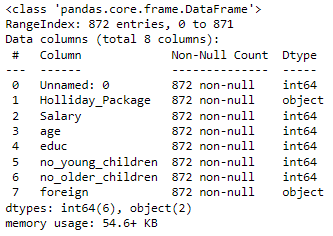 <class 'pandas.core.frame.DataFrame'>
RangeIndex: 872 entries, 0 to 871
Data columns (total 8 columns):
 #   Column             Non-Null Count  Dtype
---  ------             --------------  -----
 0   Unnamed: 0         872 non-null    int64
 1   Holliday_Package   872 non-null    object
 2   Salary             872 non-null    int64
 3   age                872 non-null    int64
 4   educ               872 non-null    int64
 5   no_young_children  872 non-null    int64
 6   no_older_children  872 non-null    int64
 7   foreign            872 non-null    object
dtypes: int64(6), object(2)
memory usage: 54.6+ KB